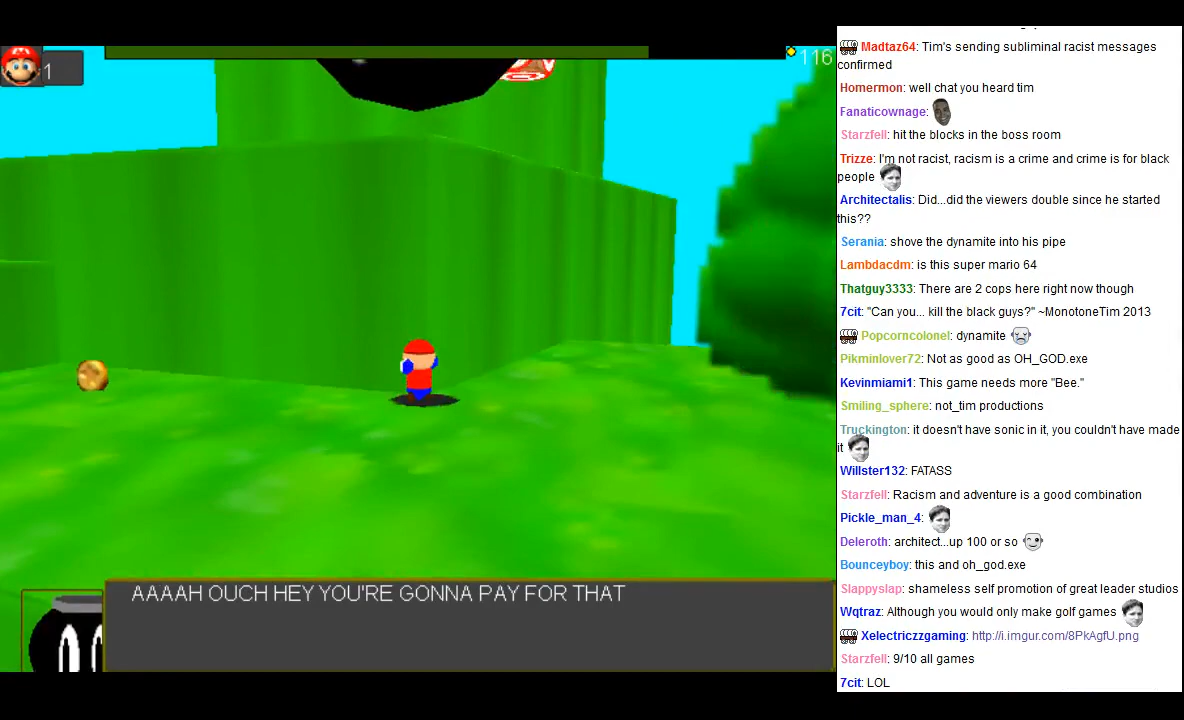 1
116
AAAAH OUCH HEY YOU'RE GONNA PAY FOR THAT
Madtaz64: Tim's sending subliminal racist messages
confirmed
Homermon: well chat you heard tim
Fanaticownage:
Starzfell: hit the blocks in the boss room
Trizze: I'm not racist, racism is a crime and crime is for black
people
Architectalis: Did...did the viewers double since he started
this??
Serania: shove the dynamite into his pipe
Lambdacdm: is this super mario 64
Thatguy3333: There are 2 cops here right now though
7cit: "Can you... kill the black guys?" ~MonotoneTim 2013
Popcorncolonel: dynamite
Pikminlover72: Not as good as OH_GOD.exe
Kevinmiami1: This game needs more "Bee."
Smiling_sphere: not_tim productions
Truckington: it doesn't have sonic in it, you couldn't have made
it
Willster132: FATASS
Starzfell: Racism and adventure is a good combination
Pickle_man_4:
Deleroth: architect...up 100 or so
Bounceyboy: this and oh_god.exe
Slappyslap: shameless self promotion of great leader studios
Wqtraz: Although you would only make golf games
Xelectriczzgaming: http://i.imgur.com/8PkAgfU.png
Starzfell: 9/10 all games
7cit: LOL